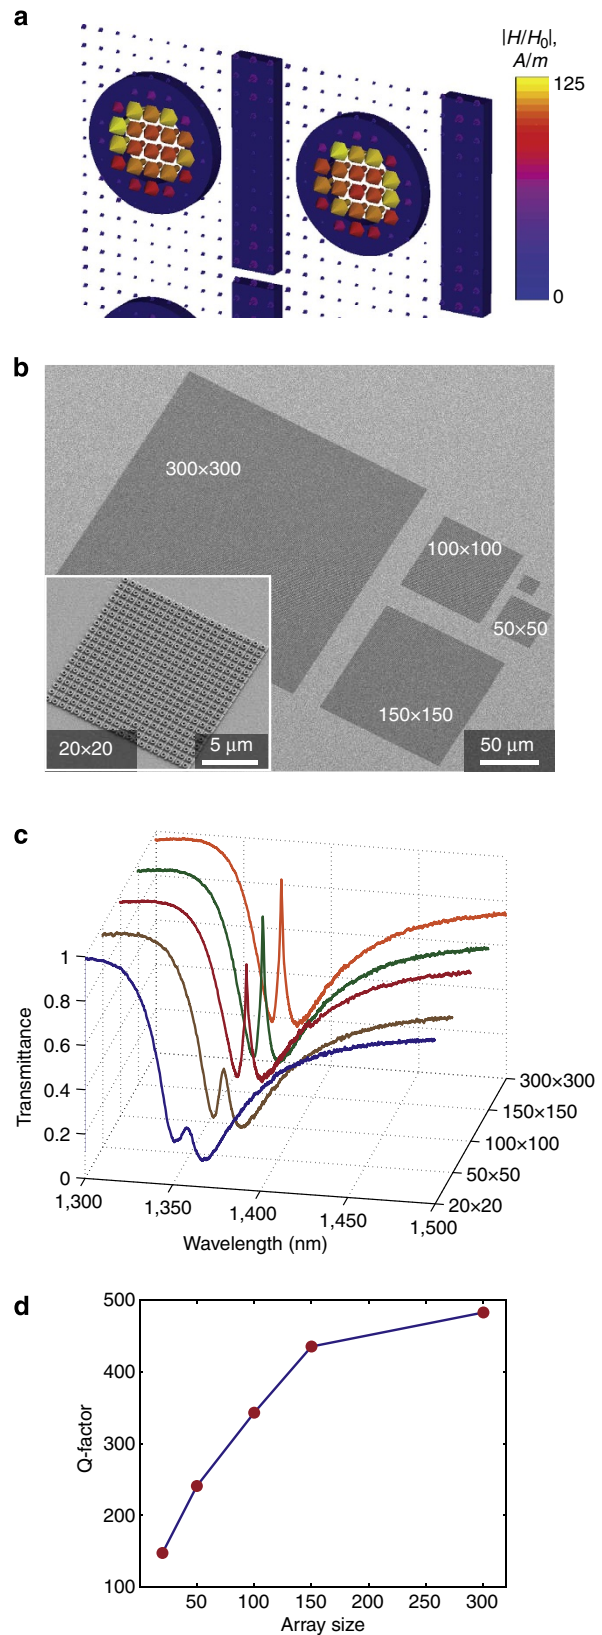 a
|H/H₀|,
A/m
125
0
b
300×300
100×100
50×50
150×150
20×20
5 μm
50 μm
c
1
0.8
0.6
0.4
0.2
0
Transmittance
1,300
1,350
1,400
1,450
1,500
Wavelength (nm)
300×300
150×150
100×100
50×50
20×20
d
500
400
300
200
100
Q-factor
50
100
150
200
250
300
Array size